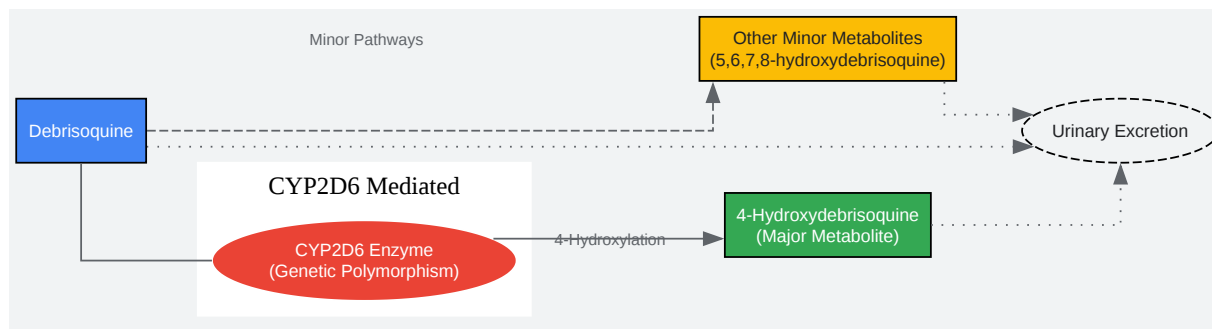 Minor Pathways
Other Minor Metabolites
(5,6,7,8-hydroxydebrisoquine)
Debrisoquine
Urinary Excretion
CYP2D6 Mediated
CYP2D6 Enzyme
(Genetic Polymorphism)
4-Hydroxylation
4-Hydroxydebrisoquine
(Major Metabolite)